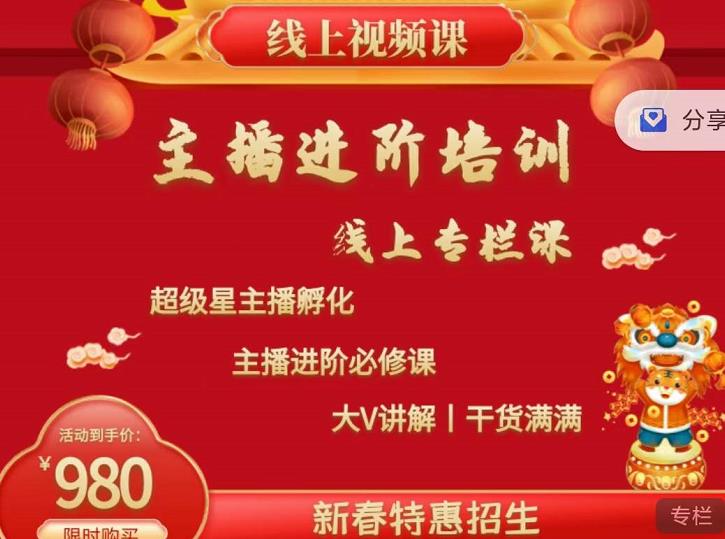 线上视频课
分享
主播进阶培训
线上专栏课
超级星主播孵化
主播进阶必修课
大V讲解丨干货满满
活动到手价:
¥980
限时购买
新春特惠招生
专栏